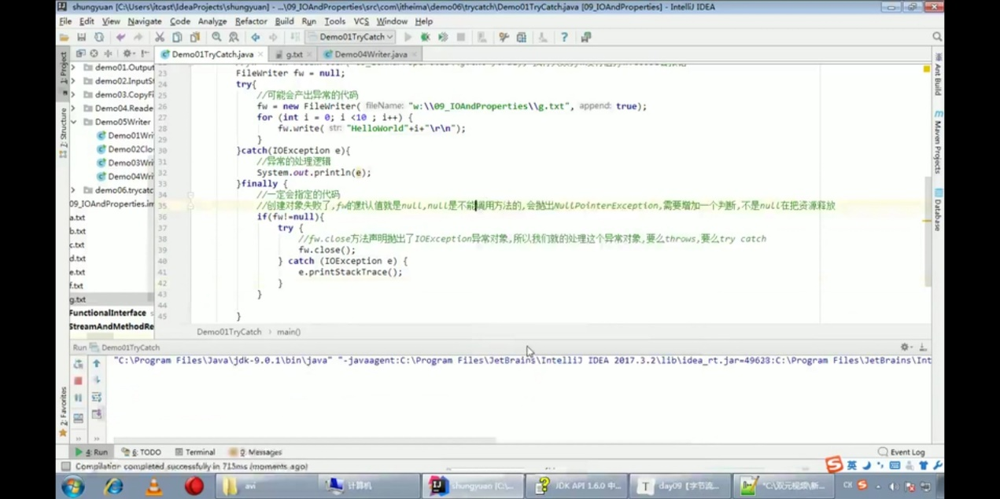 shungyuan [C:\Users\itcast\IdeaProjects\shungyuan] - ...\09_IOAndProperties\src\com\itheima\demo06\trycatch\Demo01TryCatch.java [09_IOAndProperties] - IntelliJ IDEA
File Edit View Navigate Code Analyze Refactor Build Run Tools VCS Window Help
Demo01TryCatch
Demo01TryCatch.java g.txt Demo04Writer.java
1: Project
7: Structure
2: Favorites
Ant Build
Maven Projects
Database
demo01.Output
demo02.InputSt
demo03.CopyFi
Demo04.Reade
Demo05Writer
Demo01Wri
Demo02Clo
Demo03Wri
Demo04Wri
demo06.trycatc
09_IOAndProperties.im
a.txt
b.txt
c.txt
d.txt
e.txt
f.txt
g.txt
FunctionalInterface
StreamAndMethodRe
23 FileWriter fw = null;
24 try{
25 //可能会产出异常的代码
26 fw = new FileWriter( fileName: "w:\\09_IOAndProperties\\g.txt", append: true);
27 for (int i = 0; i <10 ; i++) {
28 fw.write( str: "HelloWorld"+i+"\r\n");
29 }
30 }catch(IOException e){
31 //异常的处理逻辑
32 System.out.println(e);
33 }finally {
34 //一定会指定的代码
35 //创建对象失败了,fw的默认值就是null,null是不能调用方法的,会抛出NullPointerException,需要增加一个判断,不是null在把资源释放
36 if(fw!=null){
37 try {
38 //fw.close方法声明抛出了IOException异常对象,所以我们就的处理这个异常对象,要么throws,要么try catch
39 fw.close();
40 } catch (IOException e) {
41 e.printStackTrace();
42 }
43 }
44
45 }
Demo01TryCatch › main()
Run Demo01TryCatch
"C:\Program Files\Java\jdk-9.0.1\bin\java" "-javaagent:C:\Program Files\JetBrains\IntelliJ IDEA 2017.3.2\lib\idea_rt.jar=49638:C:\Program Files\JetBrains\Int
4: Run 6: TODO Terminal 0: Messages Event Log
Compilation completed successfully in 715ms (moments ago)
英
avi 计算机 shungyuan [C:\... JDK API 1.6.0 中... day09【字节流... *C:\双元视频\新...
CH